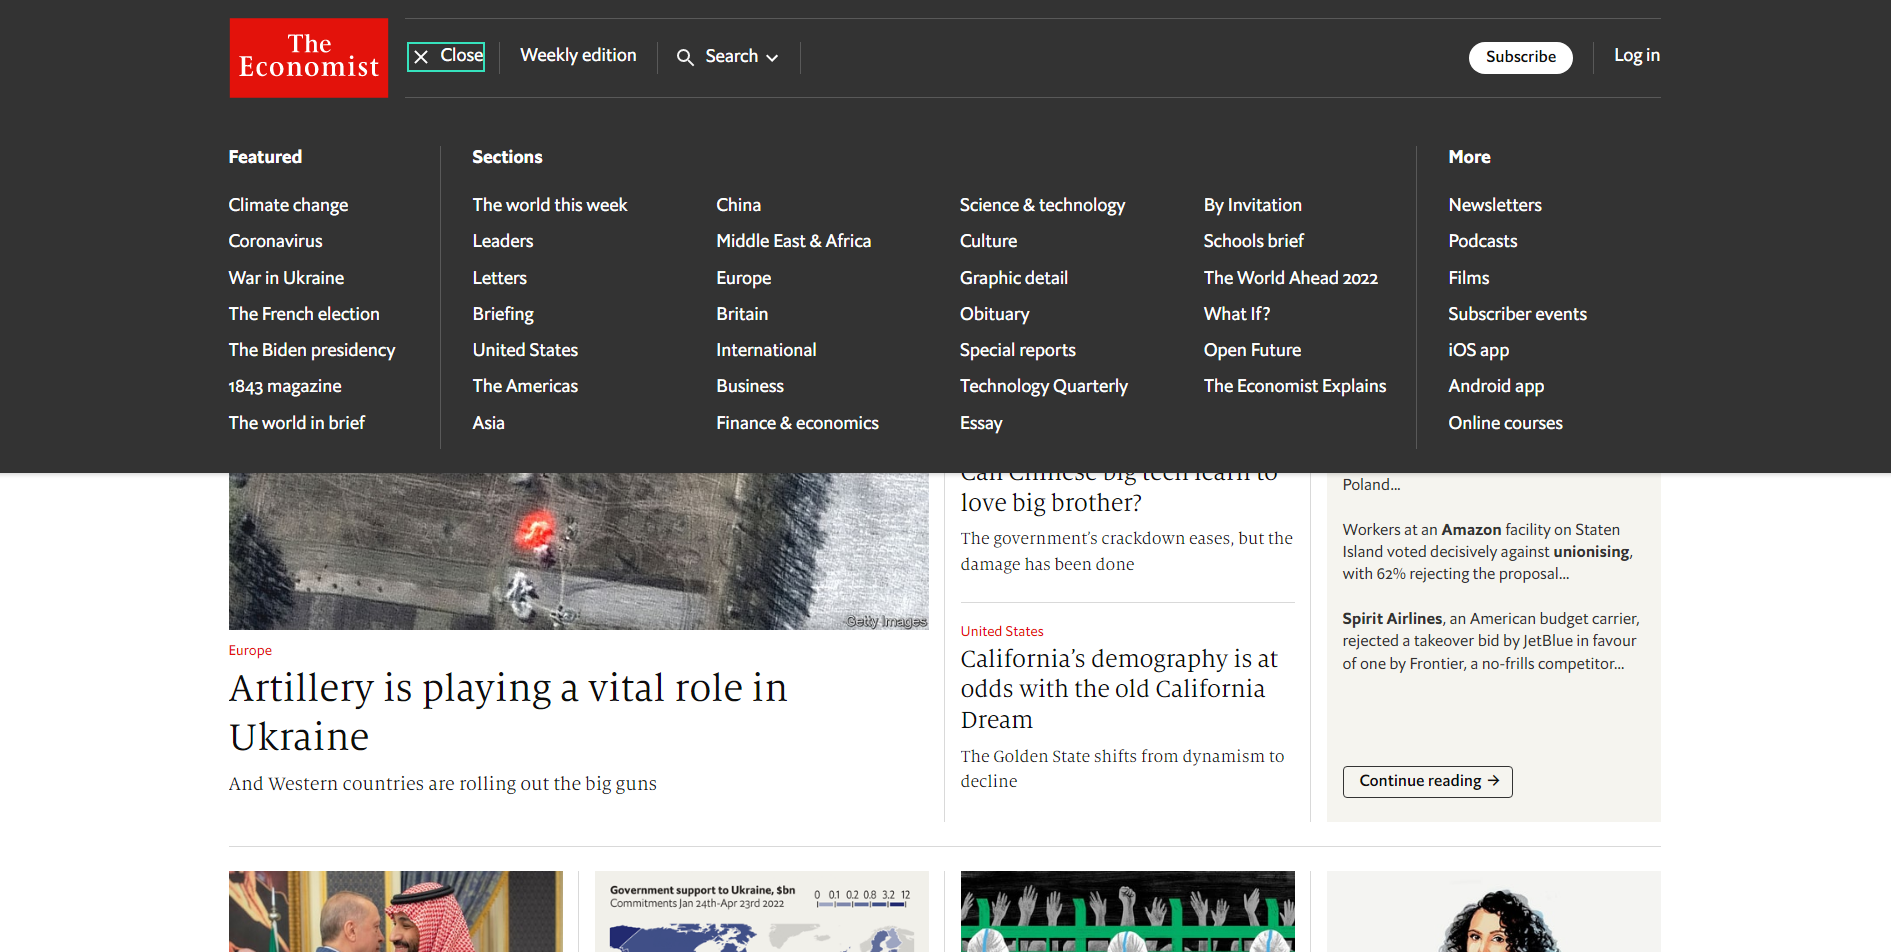 The
Economist
Close
Weekly edition
Search
Subscribe
Log in
Featured
Climate change
Coronavirus
War in Ukraine
The French election
The Biden presidency
1843 magazine
The world in brief
Sections
The world this week
Leaders
Letters
Briefing
United States
The Americas
Asia
China
Middle East & Africa
Europe
Britain
International
Business
Finance & economics
Science & technology
Culture
Graphic detail
Obituary
Special reports
Technology Quarterly
Essay
By Invitation
Schools brief
The World Ahead 2022
What If?
Open Future
The Economist Explains
More
Newsletters
Podcasts
Films
Subscriber events
iOS app
Android app
Online courses
Getty Images
Europe
Artillery is playing a vital role in
Ukraine
And Western countries are rolling out the big guns
Can Chinese big tech learn to
love big brother?
The government's crackdown eases, but the
damage has been done
United States
California's demography is at
odds with the old California
Dream
The Golden State shifts from dynamism to
decline
Poland...
Workers at an Amazon facility on Staten
Island voted decisively against unionising,
with 62% rejecting the proposal...
Spirit Airlines, an American budget carrier,
rejected a takeover bid by JetBlue in favour
of one by Frontier, a no-frills competitor...
Continue reading →
Government support to Ukraine, $bn
Commitments Jan 24th-Apr 23rd 2022
0 0.1 0.2 0.8 3.2 12